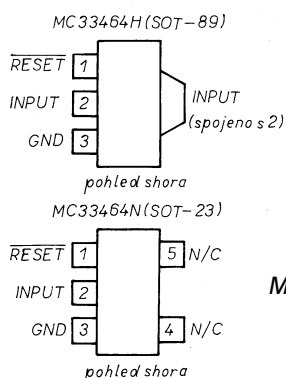 MC33464H(SOT-89)
RESET 1
INPUT 2 INPUT
(spojeno s 2)
GND 3
pohled shora
MC33464N(SOT-23)
RESET 1 5 N/C
INPUT 2
M
GND 3 4 N/C
pohled shora